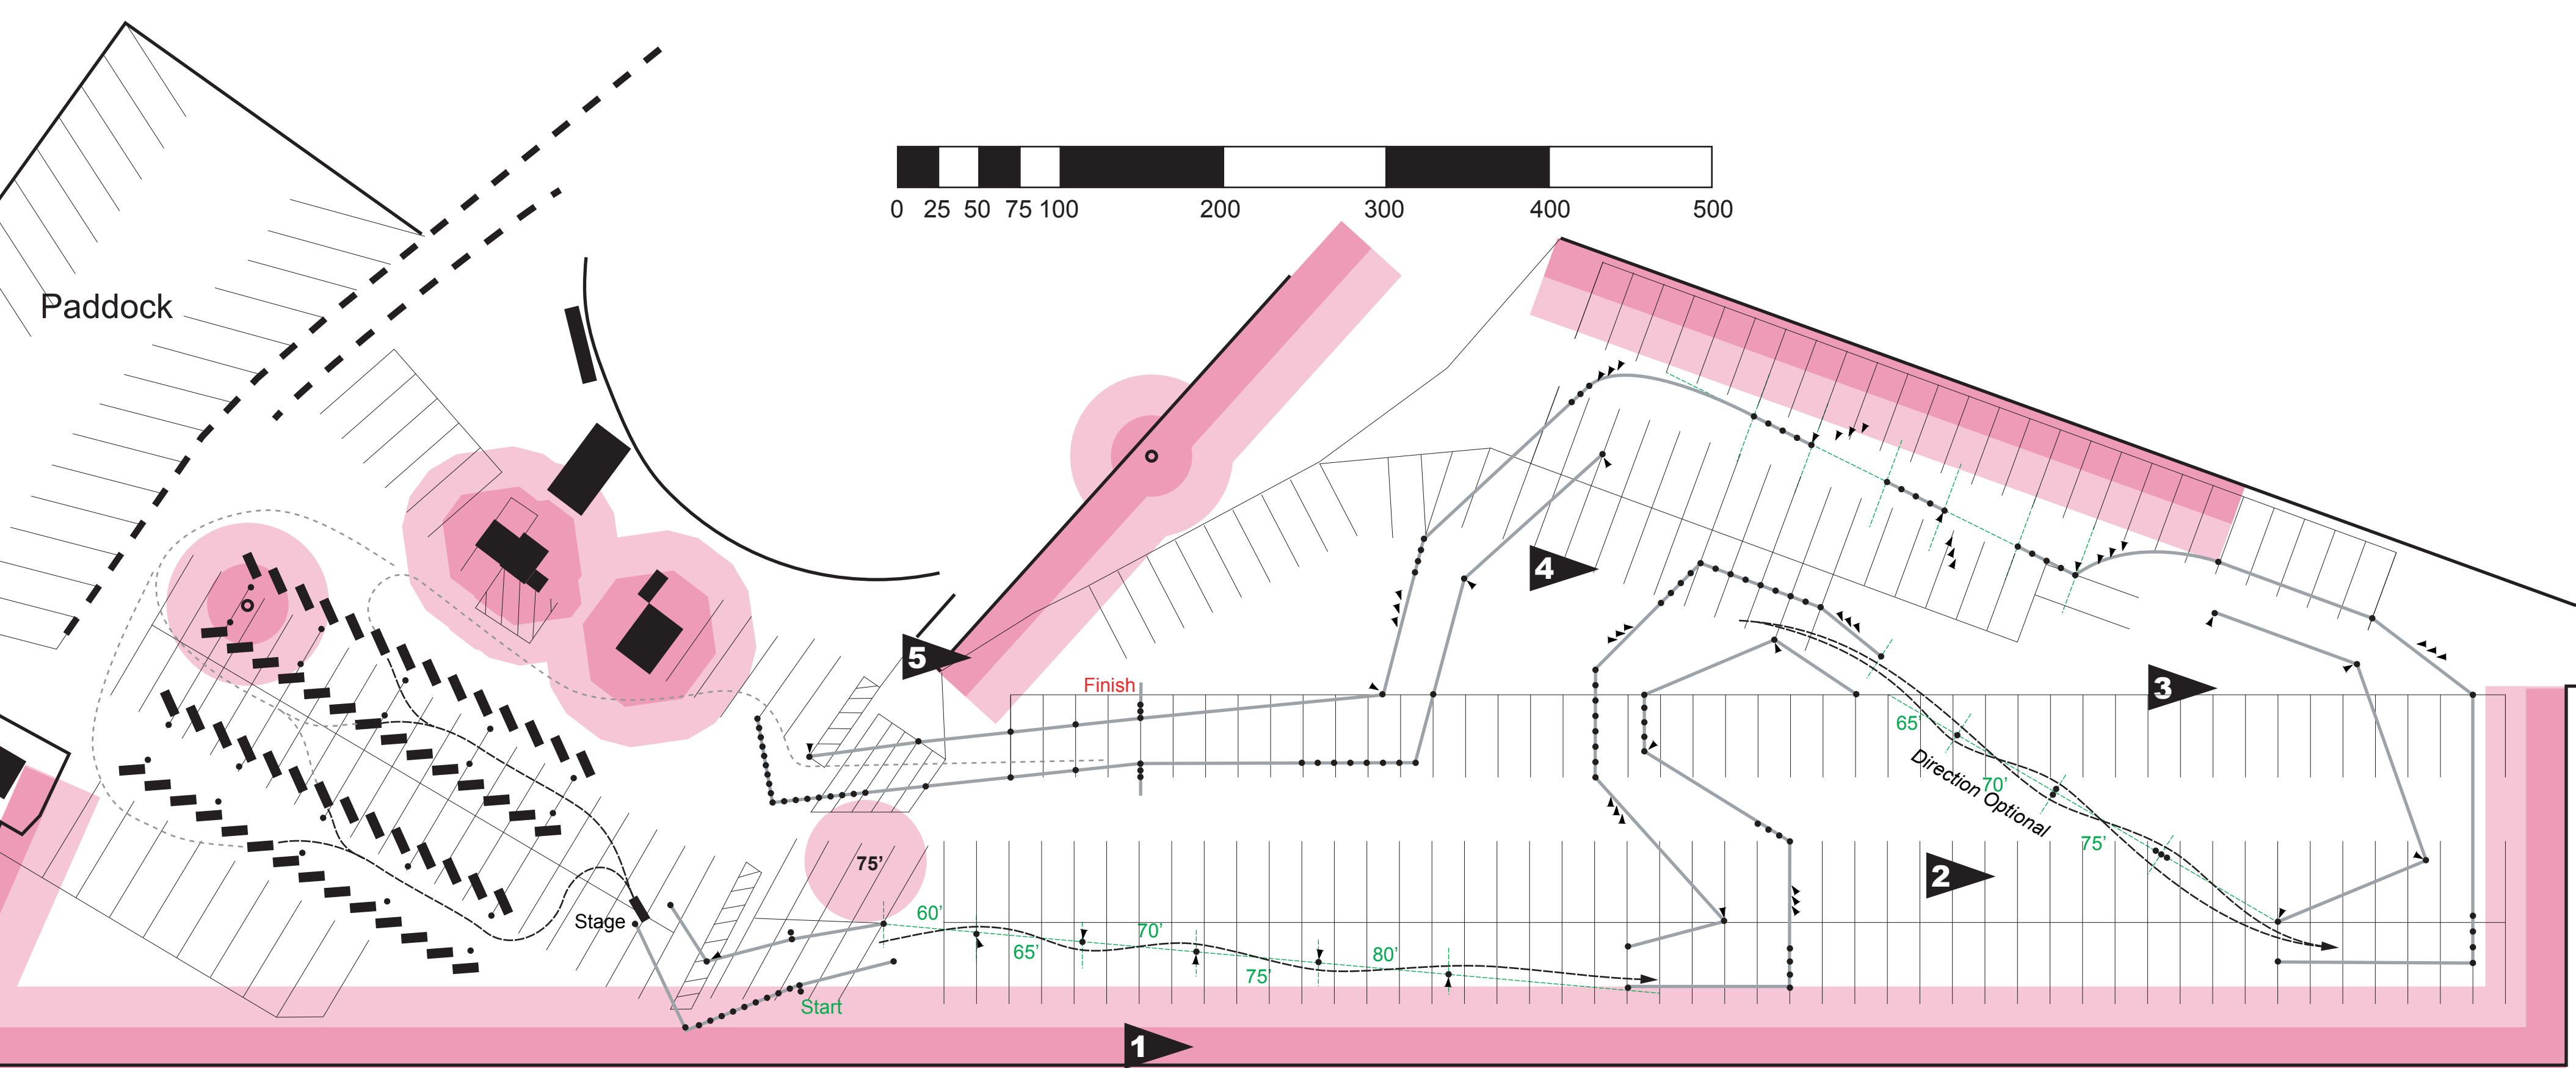 0 25 50 75 100 200 300 400 500
Paddock
4
5
Finish
3
65'
Direction Optional
70'
75'
2
75'
Stage
60'
65'
70'
75'
80'
Start
1